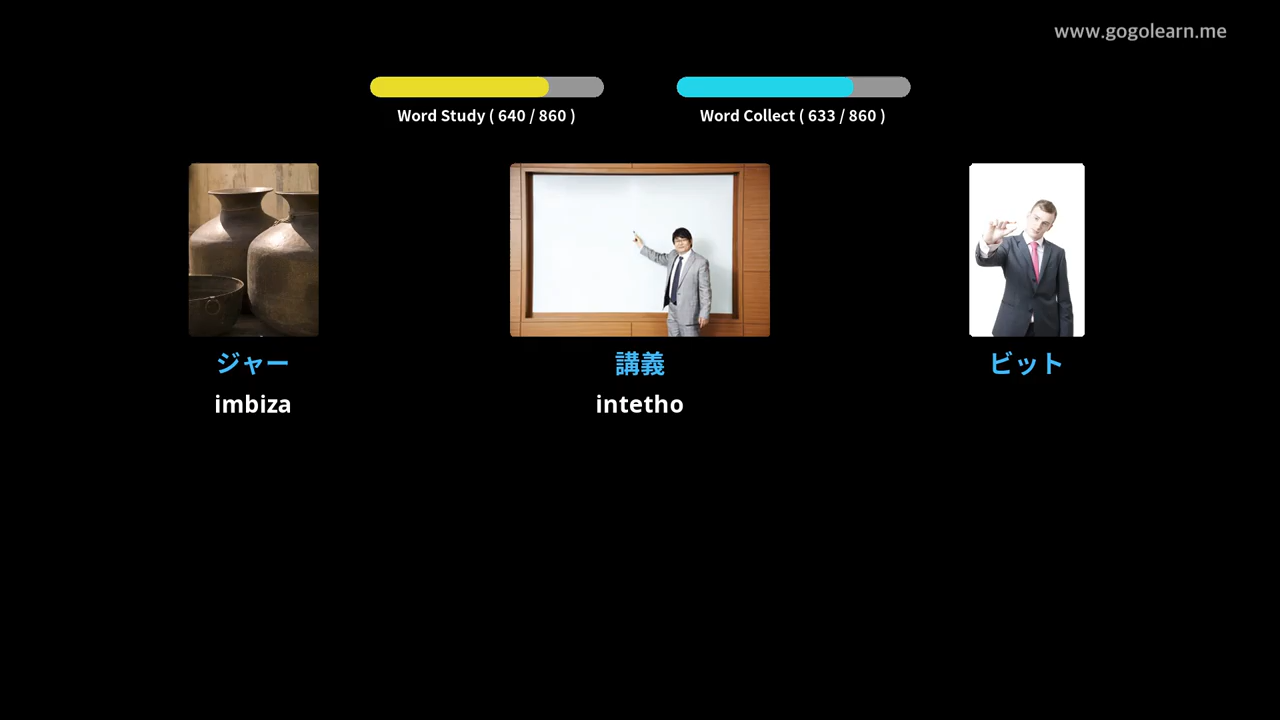 www.gogolearn.me
Word Study ( 640 / 860 )
Word Collect ( 633 / 860 )
ジャー
講義
ビット
imbiza
intetho